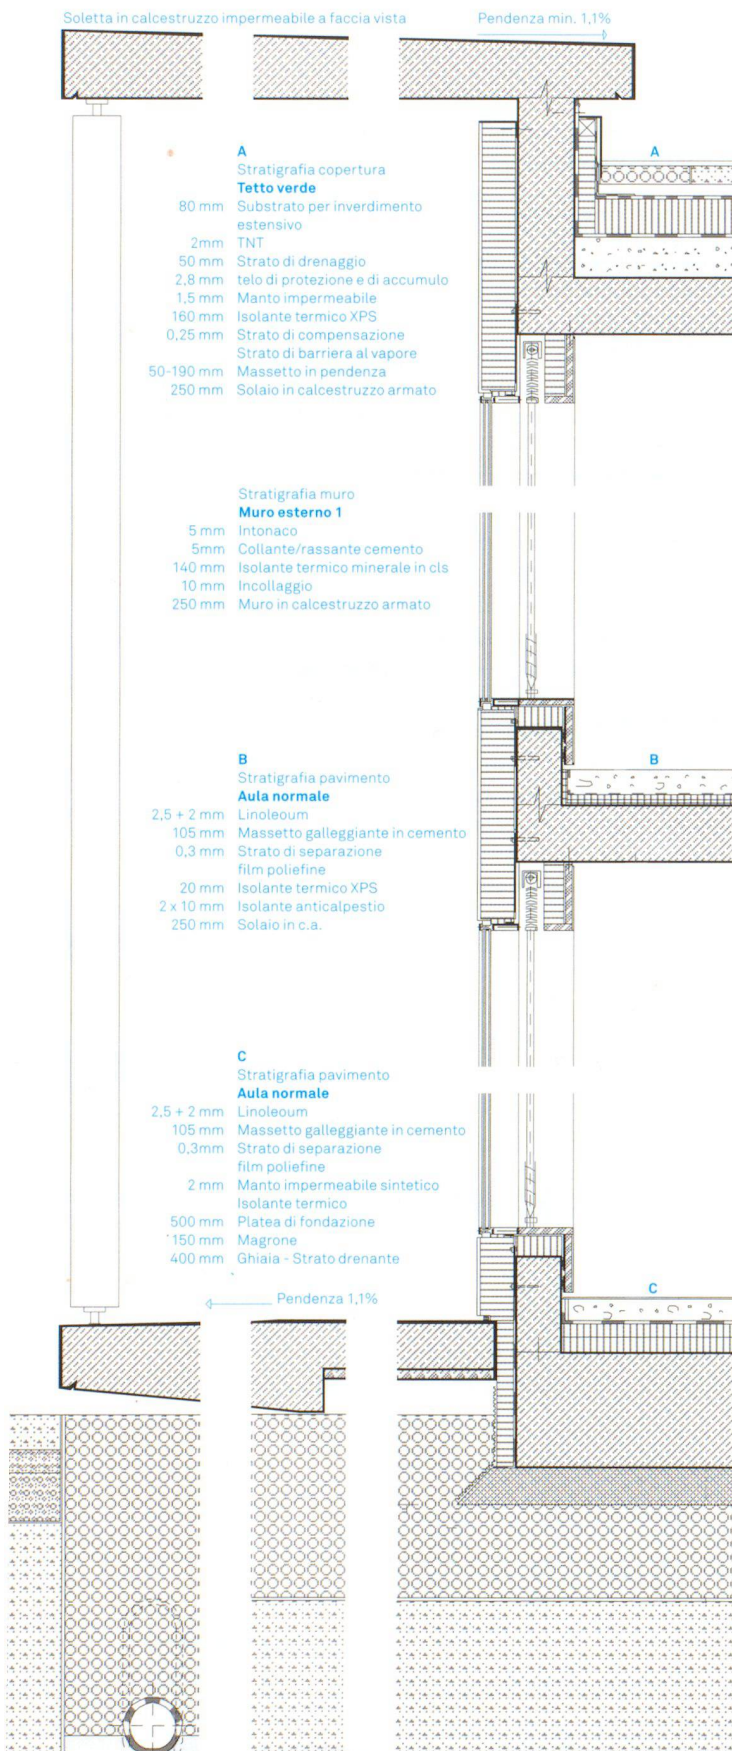 Soletta in calcestruzzo impermeabile a faccia vista
Pendenza min. 1,1%
A
Stratigrafia copertura
Tetto verde
80 mm Substrato per inverdimento
estensivo
2mm TNT
50 mm Strato di drenaggio
2,8 mm telo di protezione e di accumulo
1,5 mm Manto impermeabile
160 mm Isolante termico XPS
0,25 mm Strato di compensazione
Strato di barriera al vapore
50-190 mm Massetto in pendenza
250 mm Solaio in calcestruzzo armato
A
Stratigrafia muro
Muro esterno 1
5 mm Intonaco
5mm Collante/rassante cemento
140 mm Isolante termico minerale in cls
10 mm Incollaggio
250 mm Muro in calcestruzzo armato
B
Stratigrafia pavimento
Aula normale
2,5 + 2 mm Linoleoum
105 mm Massetto galleggiante in cemento
0,3 mm Strato di separazione
film poliefine
20 mm Isolante termico XPS
2 x 10 mm Isolante anticalpestio
250 mm Solaio in c.a.
B
C
Stratigrafia pavimento
Aula normale
2,5 + 2 mm Linoleoum
105 mm Massetto galleggiante in cemento
0,3mm Strato di separazione
film poliefine
2 mm Manto impermeabile sintetico
Isolante termico
500 mm Platea di fondazione
150 mm Magrone
400 mm Ghiaia - Strato drenante
C
Pendenza 1,1%